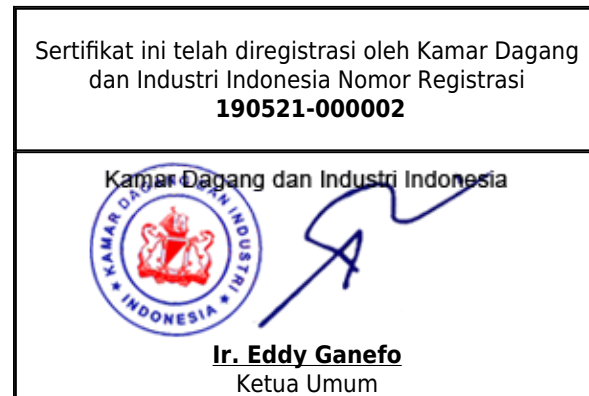 Sertifikat ini telah diregistrasi oleh Kamar Dagang
dan Industri Indonesia Nomor Registrasi
190521-000002
Kamar Dagang dan Industri Indonesia
KAMAR DAGANG DAN INDUSTRI
INDONESIA
Ir. Eddy Ganefo
Ketua Umum